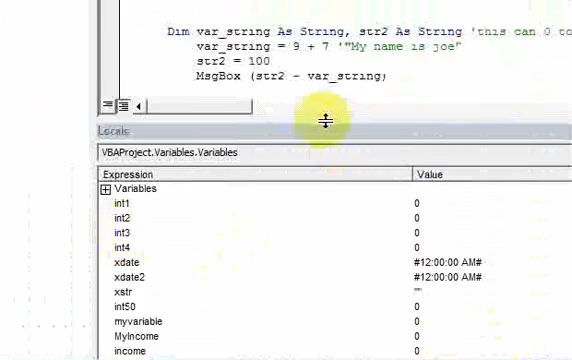 Dim var_string As String, str2 As String 'this can 0 to
var_string = 9 + 7 '"My name is joe"
str2 = 100
MsgBox (str2 - var_string)
Locals
VBAProject.Variables.Variables
Expression Value
Variables
int1 0
int2 0
int3 0
int4 0
xdate #12:00:00 AM#
xdate2 #12:00:00 AM#
xstr ""
int50 0
myvariable 0
MyIncome 0
income 0